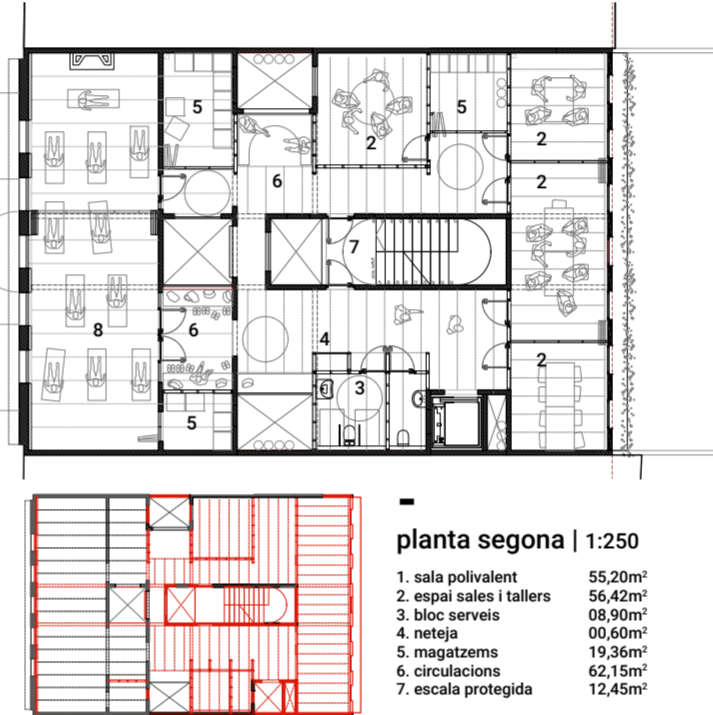 5
2
5
2
6
2
7
8
6
4
3
2
5
planta segona | 1:250
1. sala polivalent 55,20m²
2. espai sales i tallers 56,42m²
3. bloc serveis 08,90m²
4. neteja 00,60m²
5. magatzems 19,36m²
6. circulacions 62,15m²
7. escala protegida 12,45m²